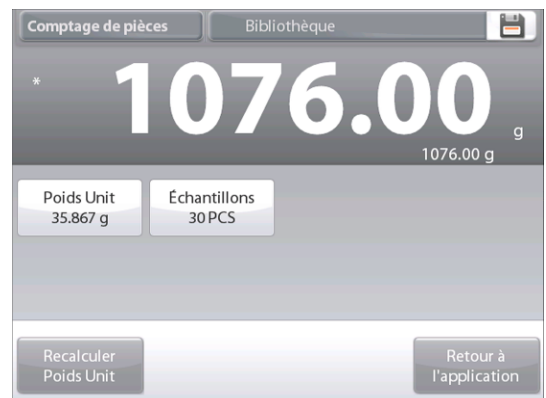 Comptage de pièces
Bibliothèque
* 1076.00 g
1076.00 g
Poids Unit
35.867 g
Échantillons
30 PCS
Recalculer
Poids Unit
Retour à
l'application